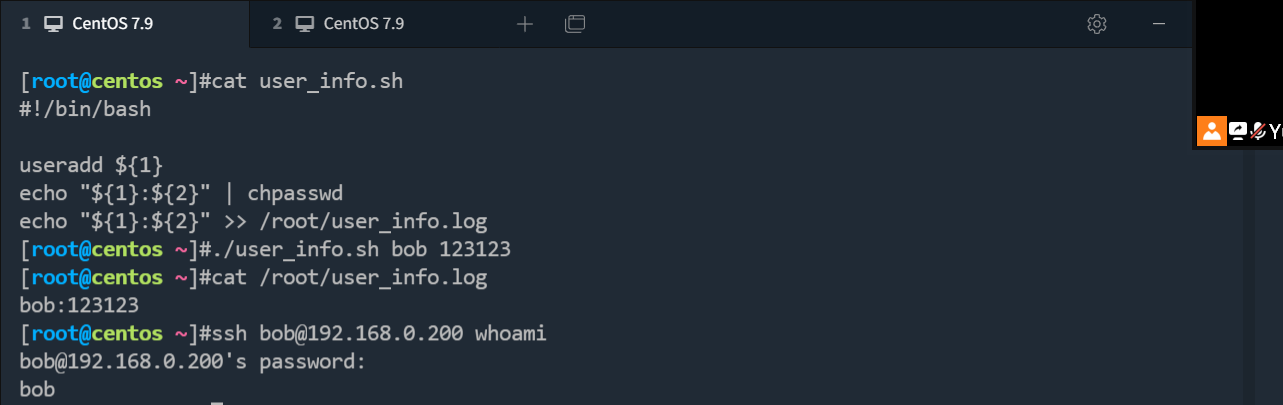 1 CentOS 7.9 2 CentOS 7.9
[root@centos ~]#cat user_info.sh
#!/bin/bash
useradd ${1}
echo "${1}:${2}" | chpasswd
echo "${1}:${2}" >> /root/user_info.log
[root@centos ~]#./user_info.sh bob 123123
[root@centos ~]#cat /root/user_info.log
bob:123123
[root@centos ~]#ssh bob@192.168.0.200 whoami
bob@192.168.0.200's password:
bob